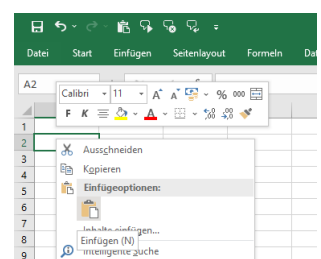 Datei Start Einfügen Seitenlayout Formeln Dat
A2
Calibri 11 A A % 000
F K A
1
2
3
4
5
6
7
8
9
Ausschneiden
Kopieren
Einfügeoptionen:
Inhalte einfügen...
Einfügen (N)
Intelligente Suche